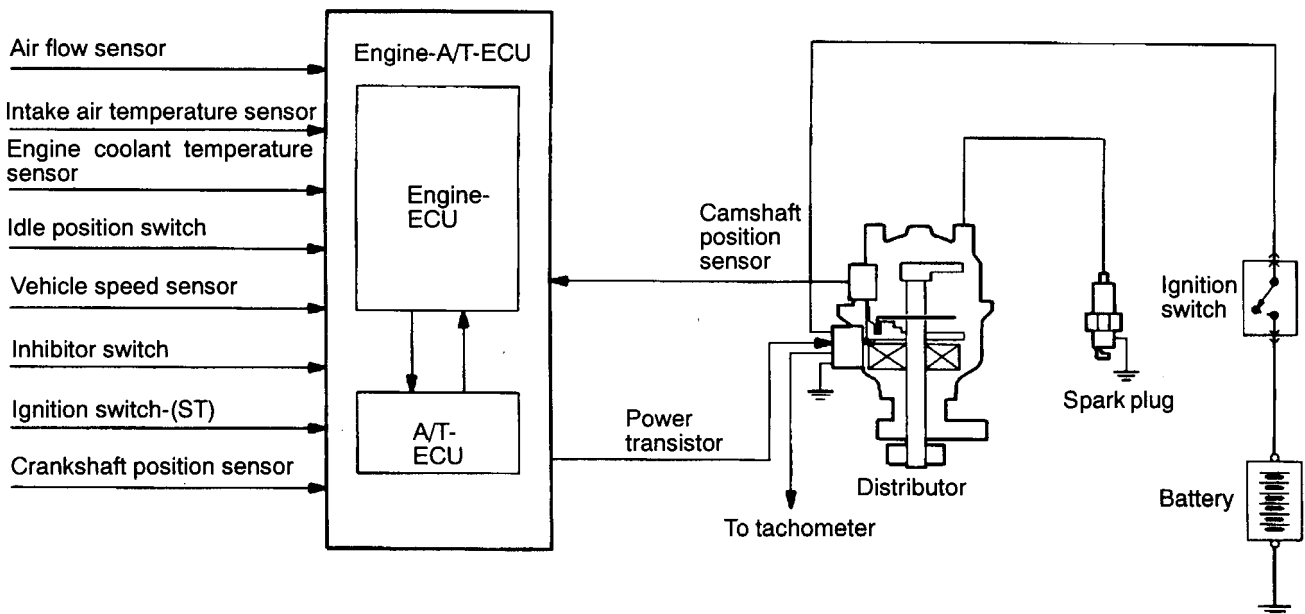 Air flow sensor
Intake air temperature sensor
Engine coolant temperature
sensor
Idle position switch
Vehicle speed sensor
Inhibitor switch
Ignition switch-(ST)
Crankshaft position sensor
Engine-A/T-ECU
Engine-
ECU
A/T-
ECU
Camshaft
position
sensor
Power
transistor
To tachometer
Distributor
Spark plug
Ignition
switch
Battery